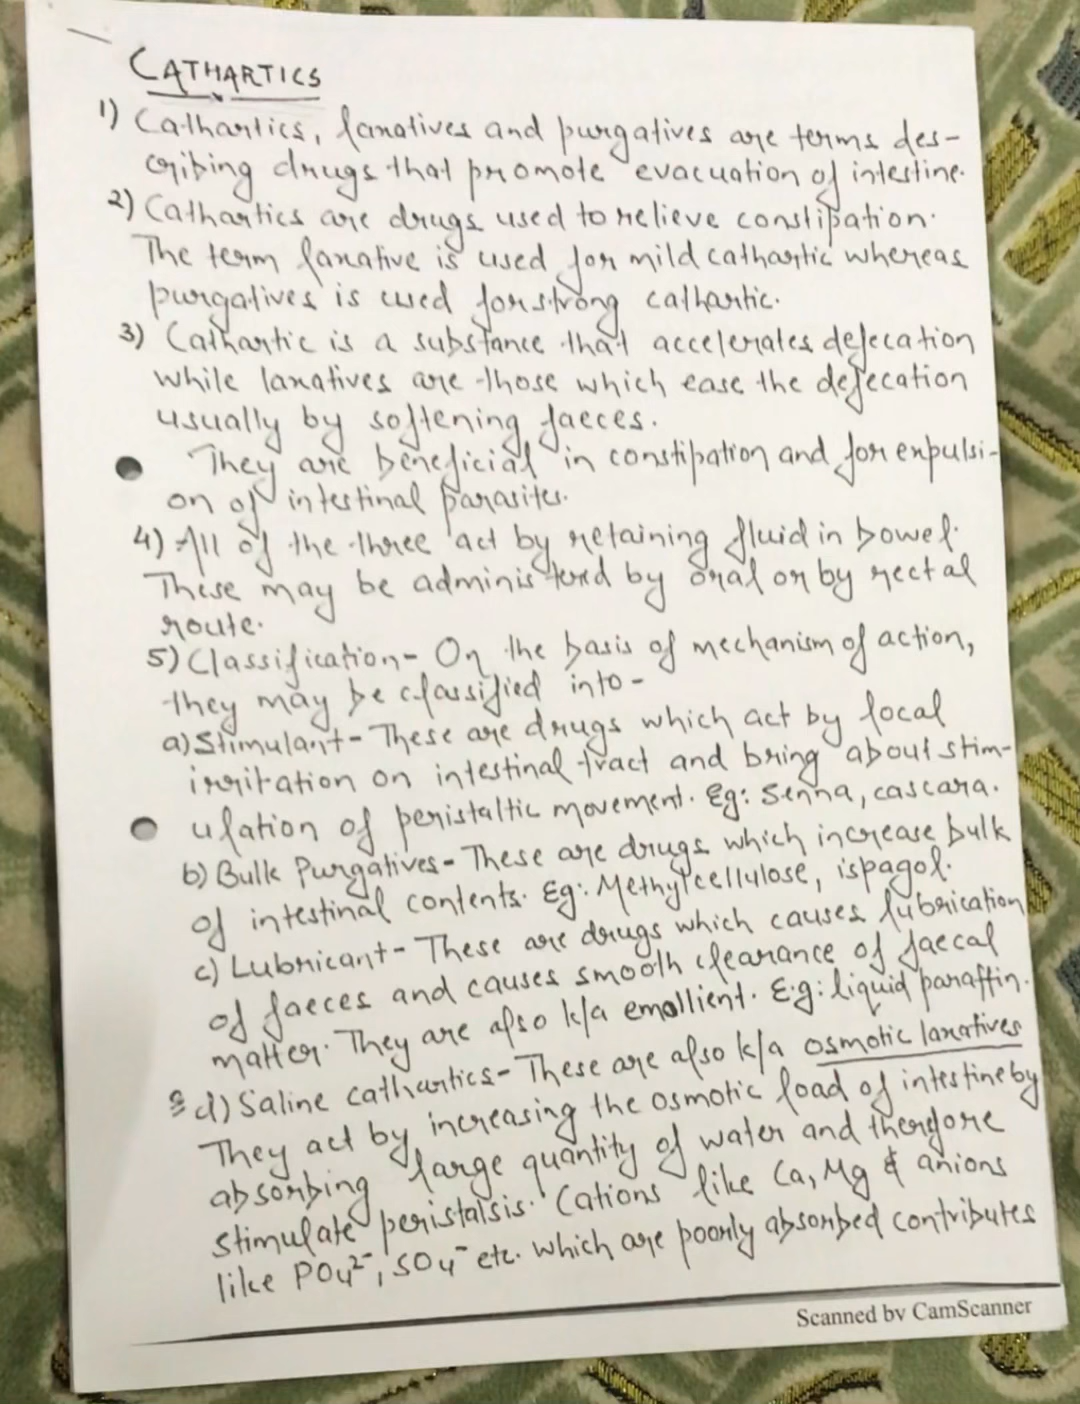 CATHARTICS
1) Cathartics, laxatives and purgatives are terms des-
cribing drugs that promote evacuation of intestine.
2) Cathartics are drugs used to relieve constipation.
The term laxative is used for mild cathartic whereas
purgatives is used for strong cathartic.
3) Cathartic is a substance that accelerates defecation
while laxatives are those which ease the defecation
usually by softening faeces.
They are beneficial in constipation and for expulsi-
on of intestinal parasites.
4) All of the three act by retaining fluid in bowel.
These may be administerd by oral or by rectal
route.
5) Classification - On the basis of mechanism of action,
they may be classified into -
a) Stimulant - These are drugs which act by local
irritation on intestinal tract and bring about stim-
ulation of peristaltic movement. Eg: Senna, cascara.
b) Bulk Purgatives - These are drugs which increase bulk
of intestinal contents. Eg: Methylcellulose, ispagol.
c) Lubricant - These are drugs which causes lubrication
of faeces and causes smooth clearance of faecal
matter. They are also k/a emollient. E.g: liquid paraffin.
d) Saline cathartics - These are also k/a osmotic laxatives
They act by increasing the osmotic load of intestine by
absorbing large quantity of water and therefore
stimulate peristalsis. Cations like Ca, Mg & anions
like PO4²⁻, SO4⁻ etc. which are poorly absorbed contributes
Scanned by CamScanner